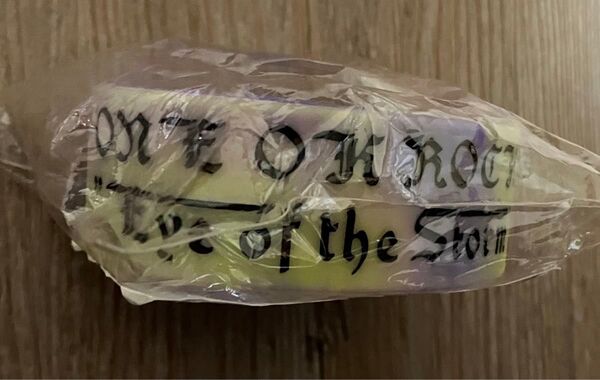 ONE OK ROCK
"Eye of the Storm